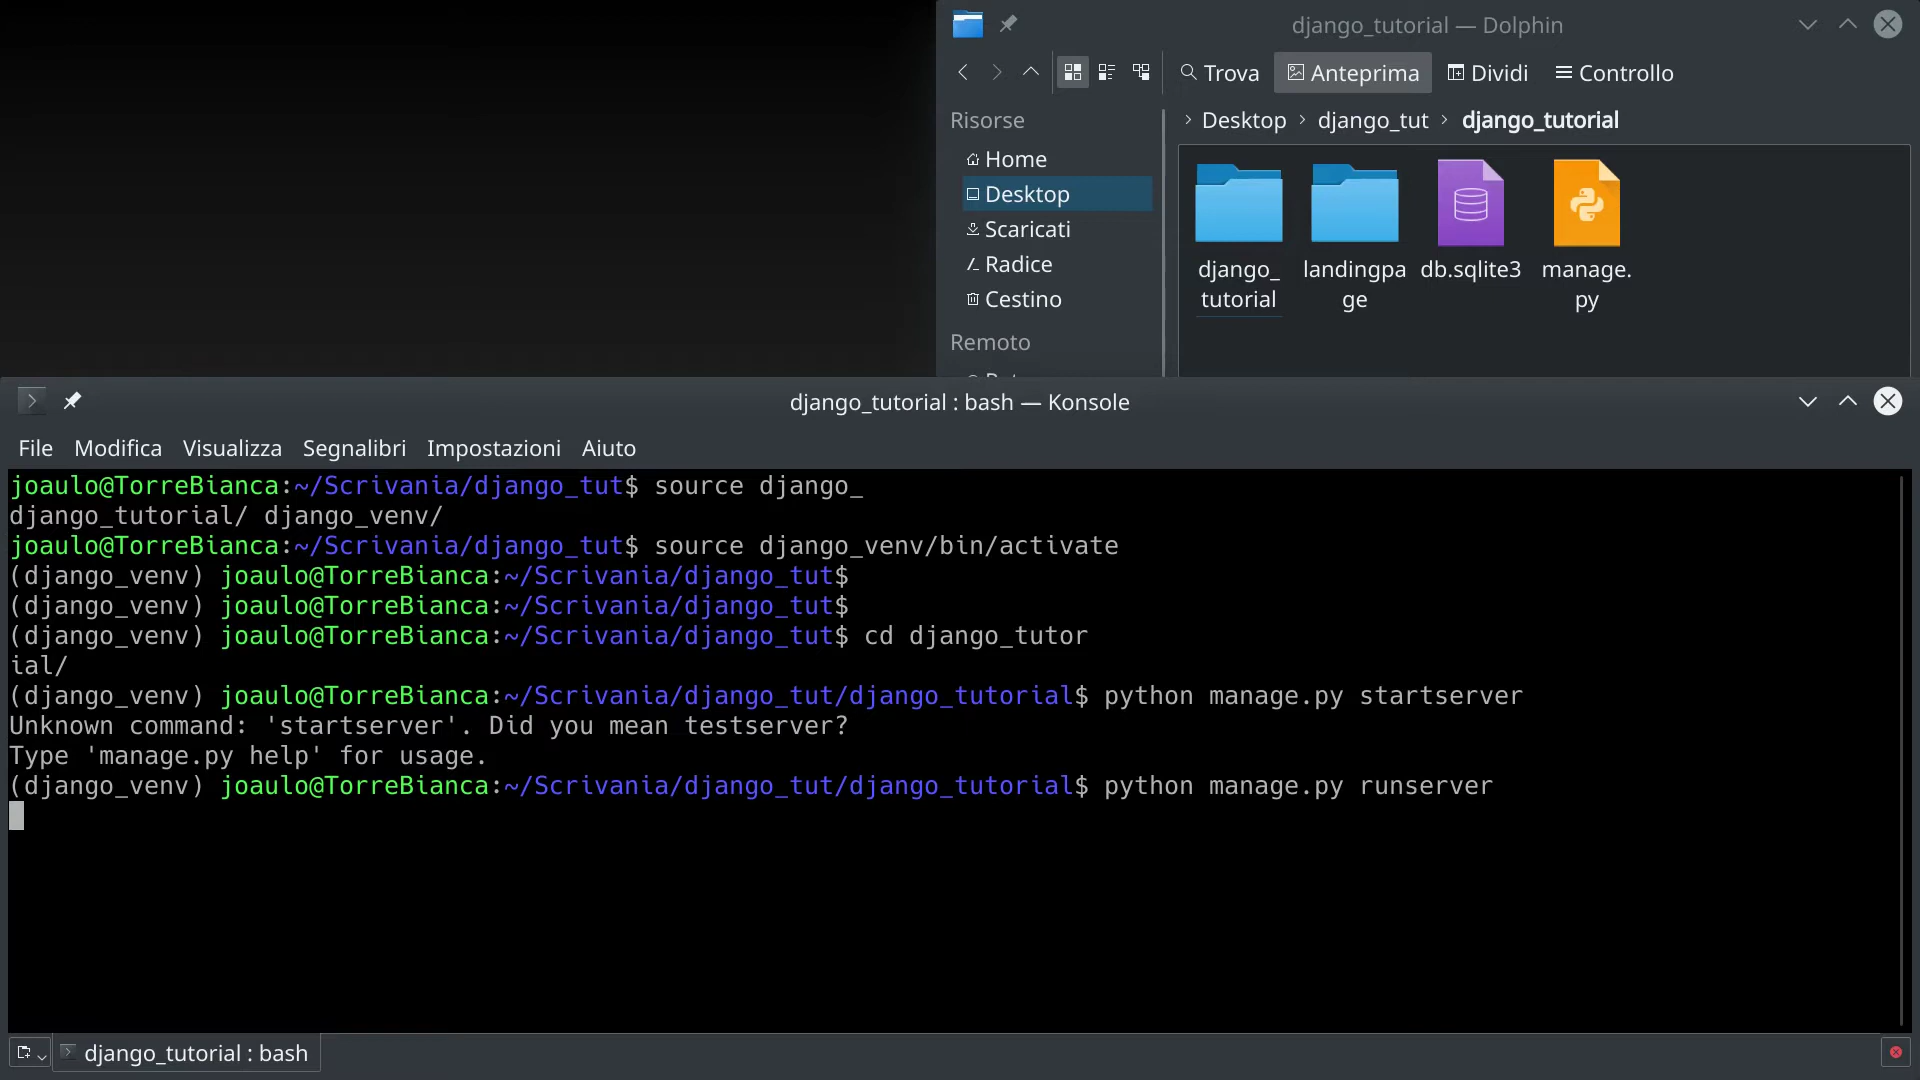 django_tutorial — Dolphin
Trova Anteprima Dividi Controllo
Risorse
Home
Desktop
Scaricati
Radice
Cestino
Remoto
Desktop django_tut django_tutorial
django_
tutorial
landingpa
ge
db.sqlite3
manage.
py
django_tutorial : bash — Konsole
File Modifica Visualizza Segnalibri Impostazioni Aiuto
joaulo@TorreBianca:~/Scrivania/django_tut$ source django_
django_tutorial/ django_venv/
joaulo@TorreBianca:~/Scrivania/django_tut$ source django_venv/bin/activate
(django_venv) joaulo@TorreBianca:~/Scrivania/django_tut$
(django_venv) joaulo@TorreBianca:~/Scrivania/django_tut$
(django_venv) joaulo@TorreBianca:~/Scrivania/django_tut$ cd django_tutor
ial/
(django_venv) joaulo@TorreBianca:~/Scrivania/django_tut/django_tutorial$ python manage.py startserver
Unknown command: 'startserver'. Did you mean testserver?
Type 'manage.py help' for usage.
(django_venv) joaulo@TorreBianca:~/Scrivania/django_tut/django_tutorial$ python manage.py runserver
django_tutorial : bash